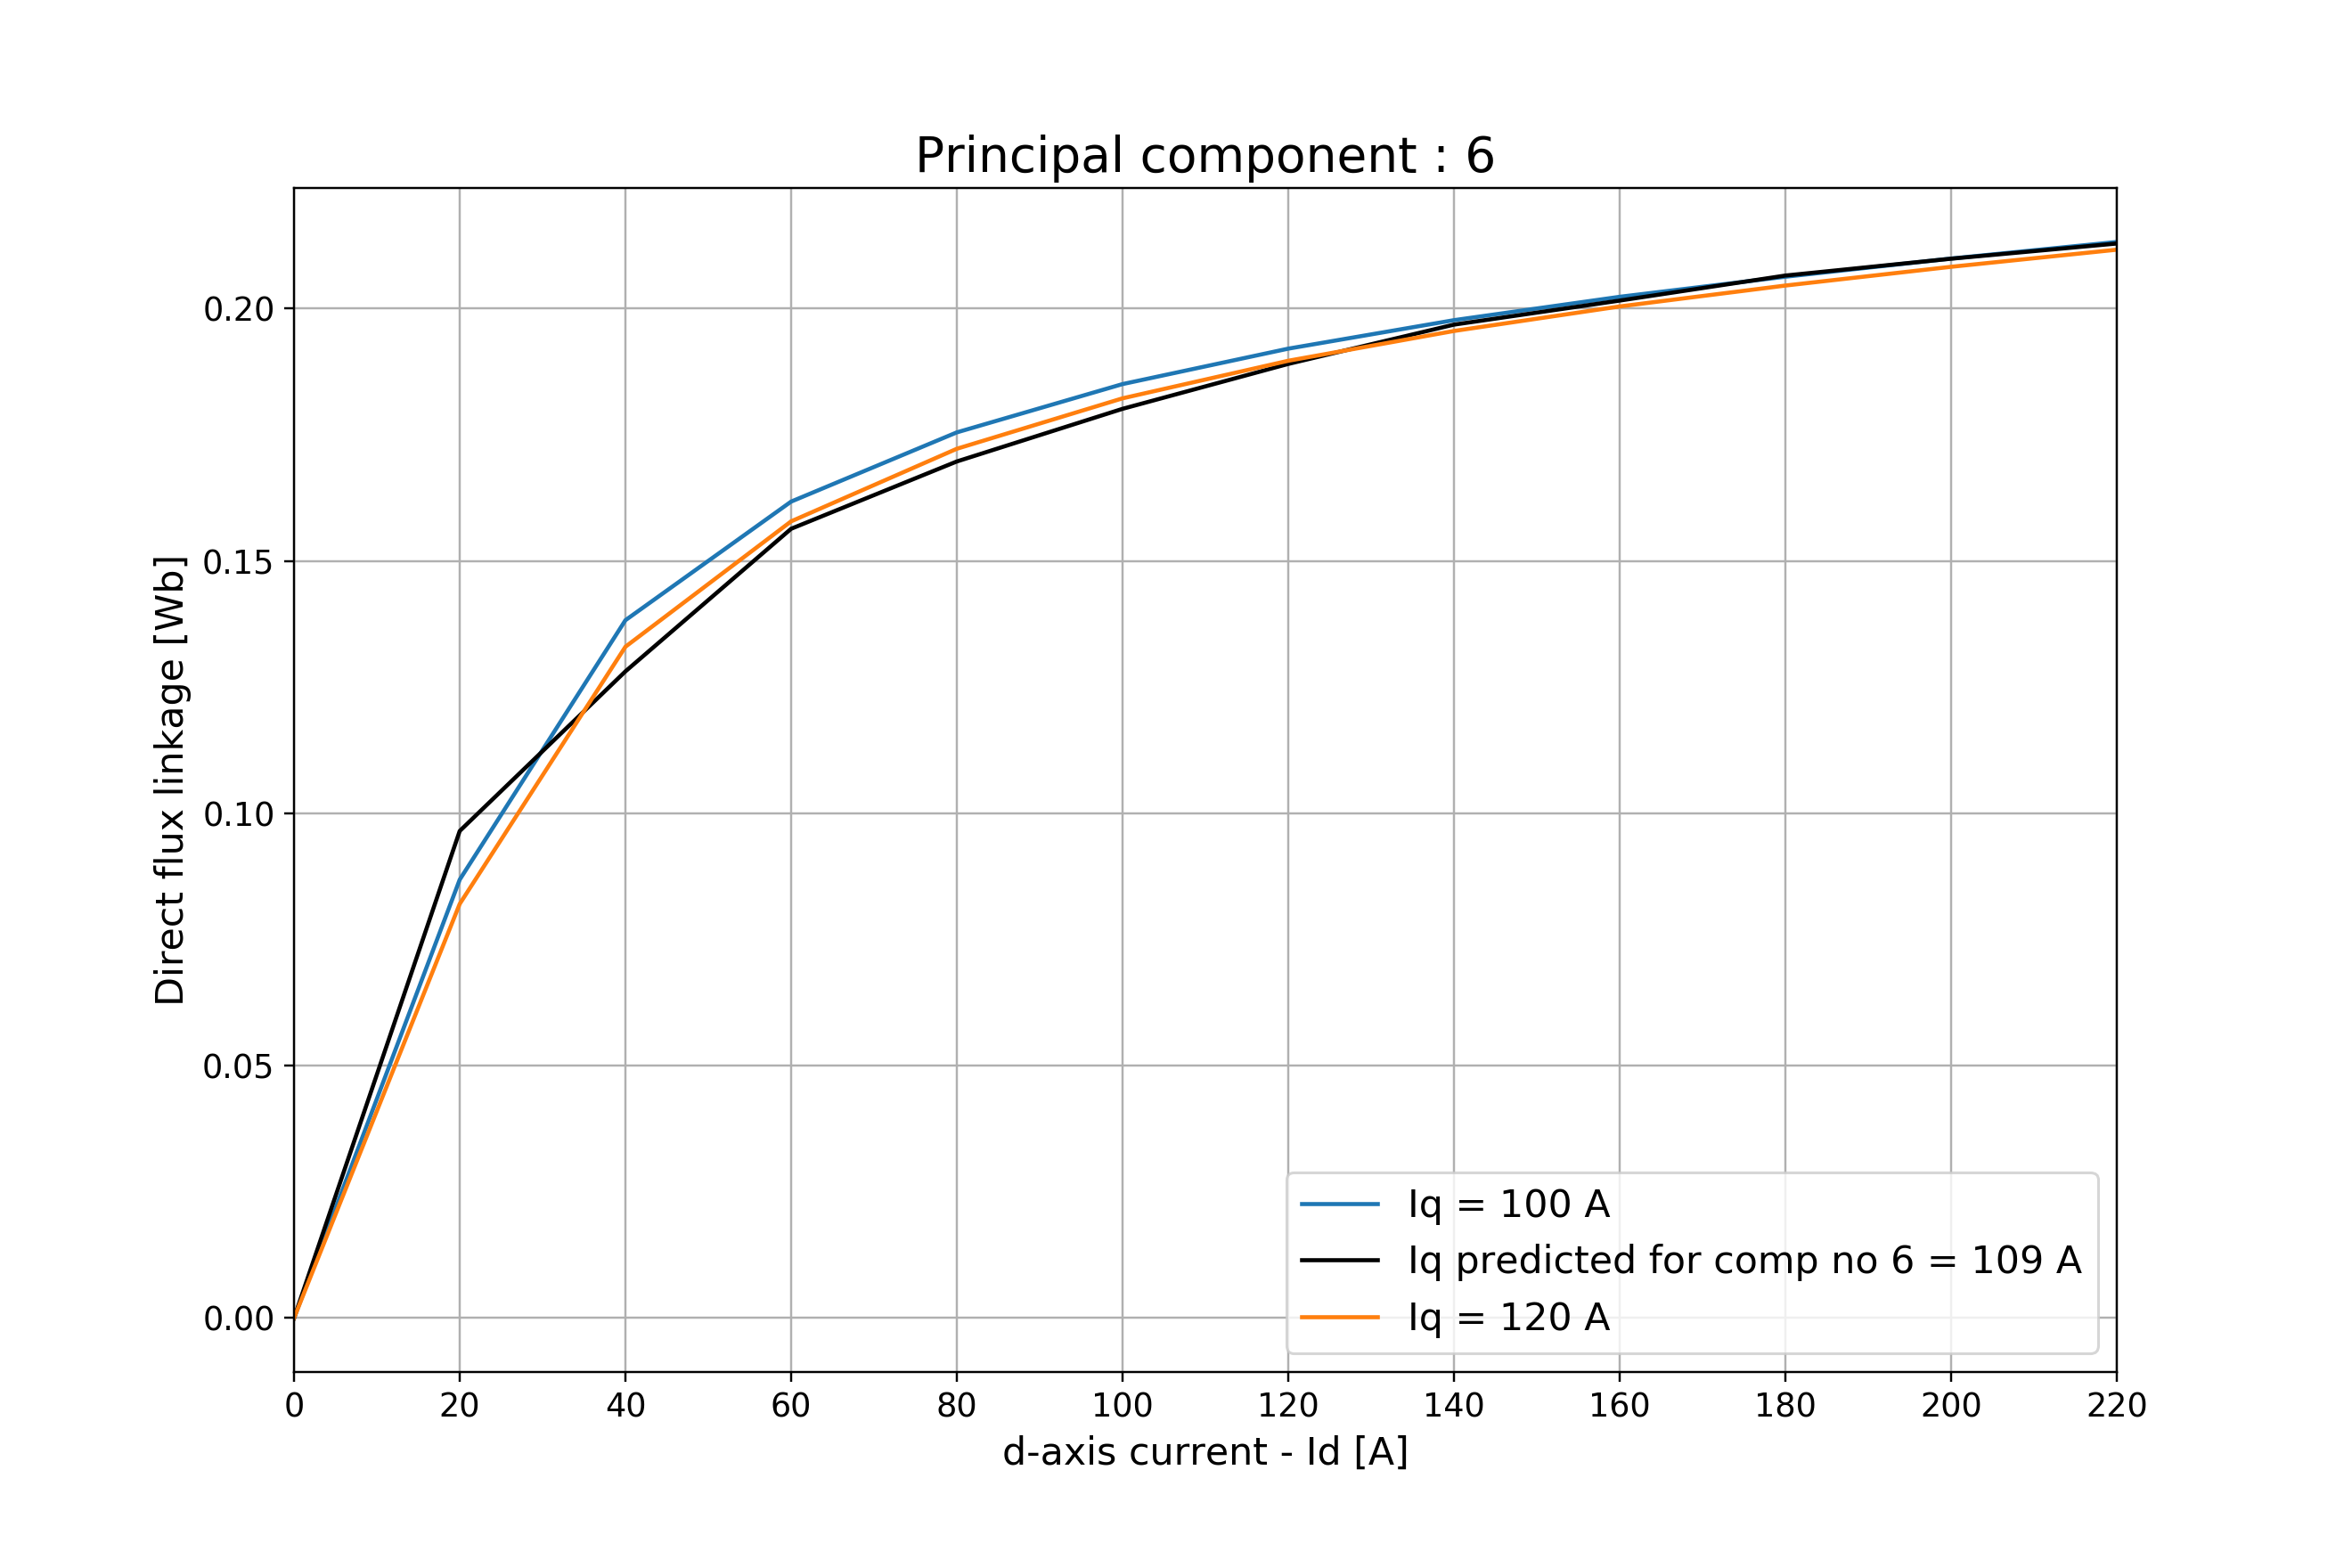 Principal component : 6
Direct flux linkage [Wb]
0.20
0.15
0.10
0.05
0.00
Iq = 100 A
Iq predicted for comp no 6 = 109 A
Iq = 120 A
0 20 40 60 80 100 120 140 160 180 200 220
d-axis current - Id [A]